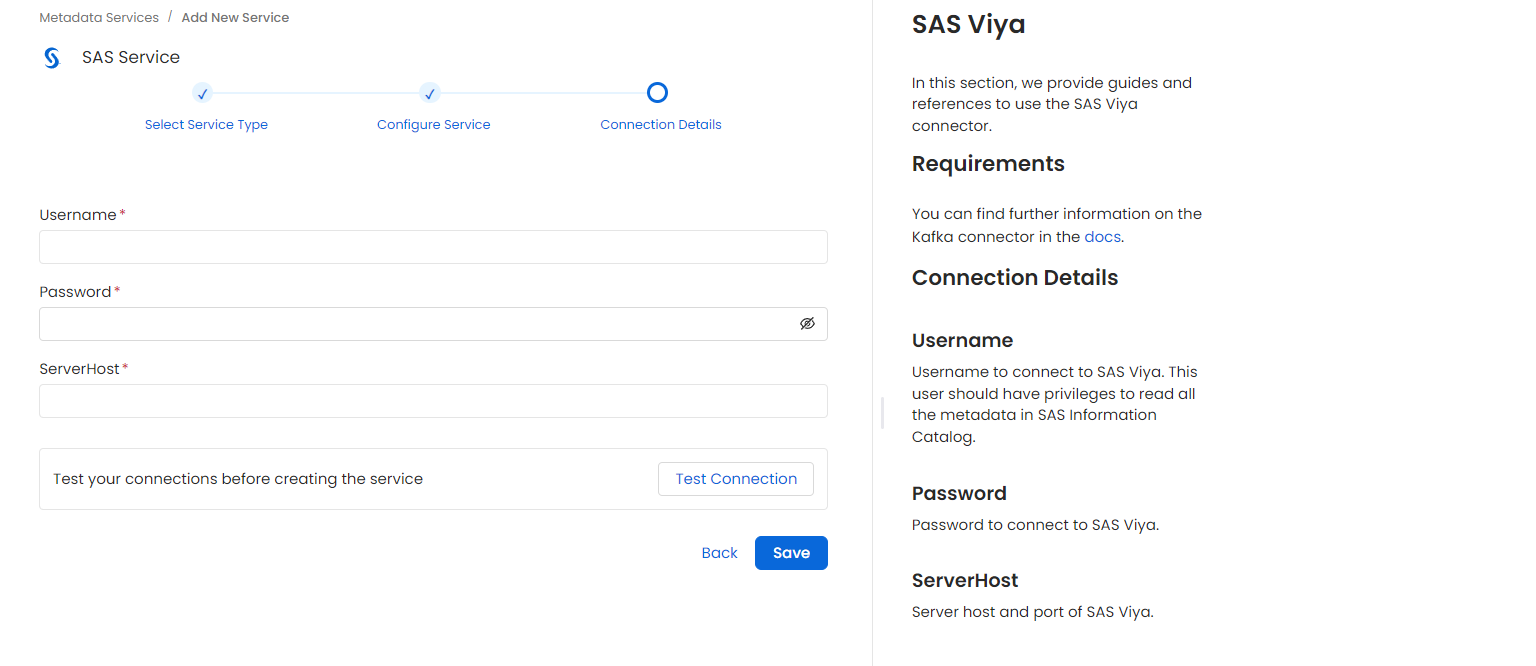 Metadata Services / Add New Service
SAS Service
Select Service Type
Configure Service
Connection Details
Username *
Password *
ServerHost *
Test your connections before creating the service
Test Connection
Back
Save
SAS Viya
In this section, we provide guides and
references to use the SAS Viya
connector.
Requirements
You can find further information on the
Kafka connector in the docs.
Connection Details
Username
Username to connect to SAS Viya. This
user should have privileges to read all
the metadata in SAS Information
Catalog.
Password
Password to connect to SAS Viya.
ServerHost
Server host and port of SAS Viya.